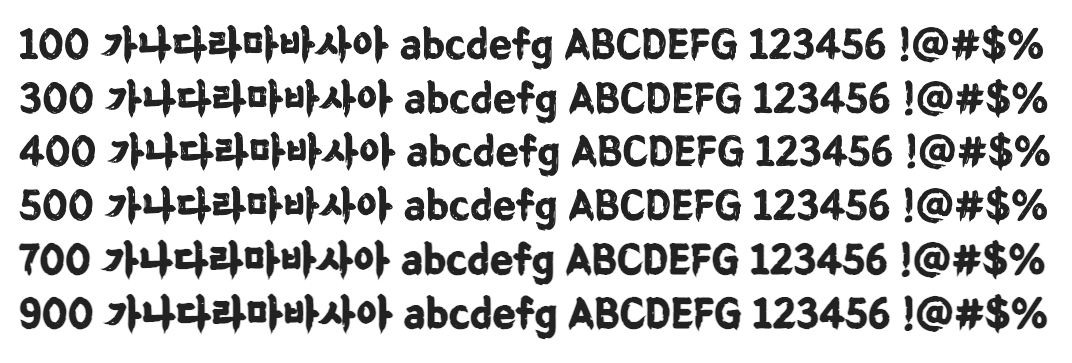 100 가나다라마바사아 abcdefg ABCDEFG 123456 !@#$%
300 가나다라마바사아 abcdefg ABCDEFG 123456 !@#$%
400 가나다라마바사아 abcdefg ABCDEFG 123456 !@#$%
500 가나다라마바사아 abcdefg ABCDEFG 123456 !@#$%
700 가나다라마바사아 abcdefg ABCDEFG 123456 !@#$%
900 가나다라마바사아 abcdefg ABCDEFG 123456 !@#$%